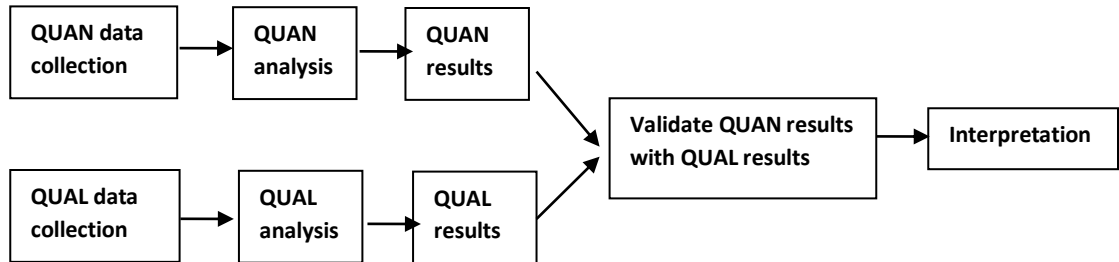 QUAN data
collection
QUAN
analysis
QUAN
results
Validate QUAN results
with QUAL results
Interpretation
QUAL data
collection
QUAL
analysis
QUAL
results